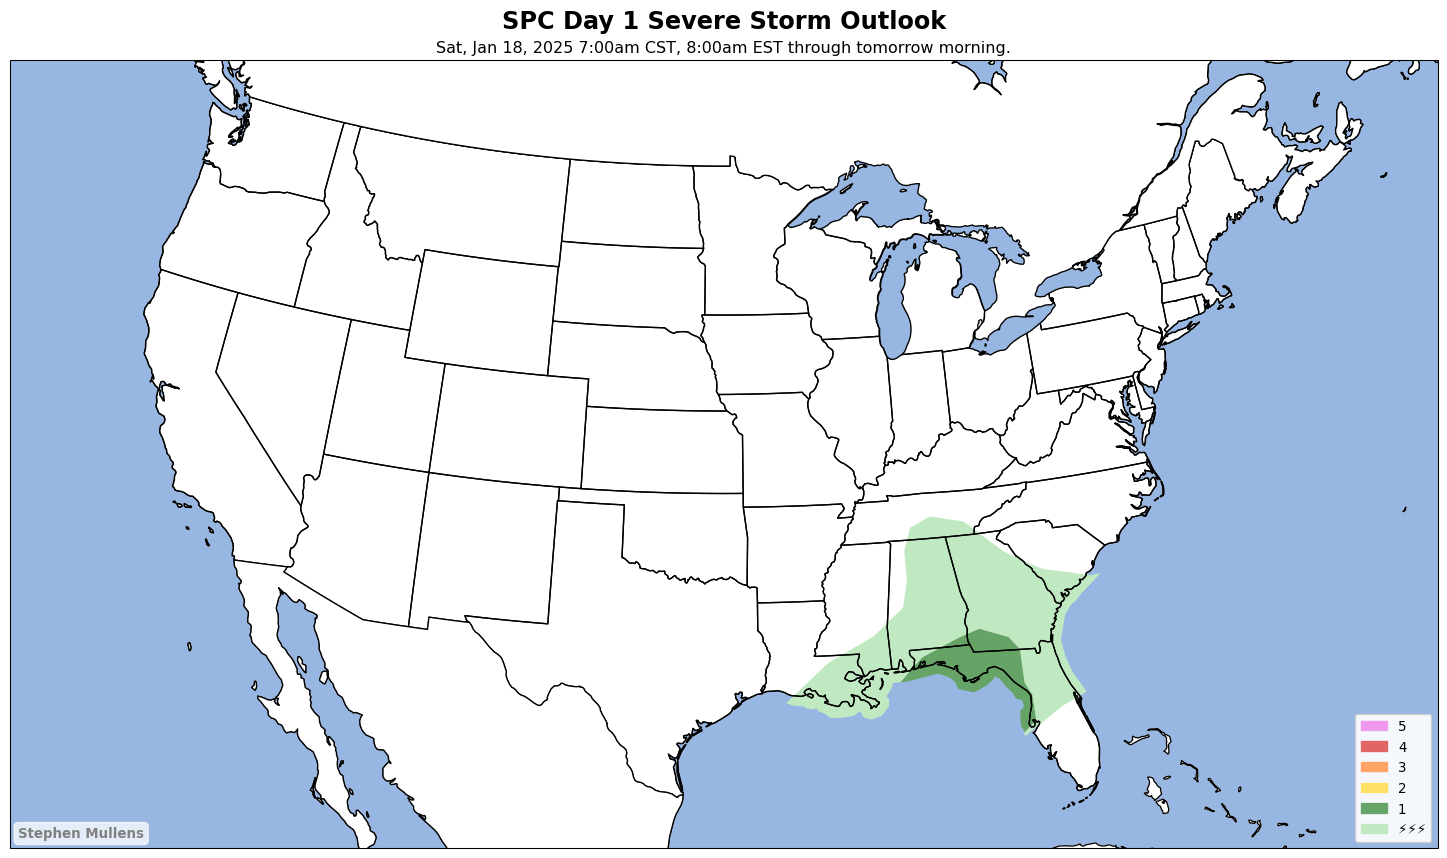 SPC Day 1 Severe Storm Outlook
Sat, Jan 18, 2025 7:00am CST, 8:00am EST through tomorrow morning.
5
4
3
2
1
⚡⚡⚡
Stephen Mullens